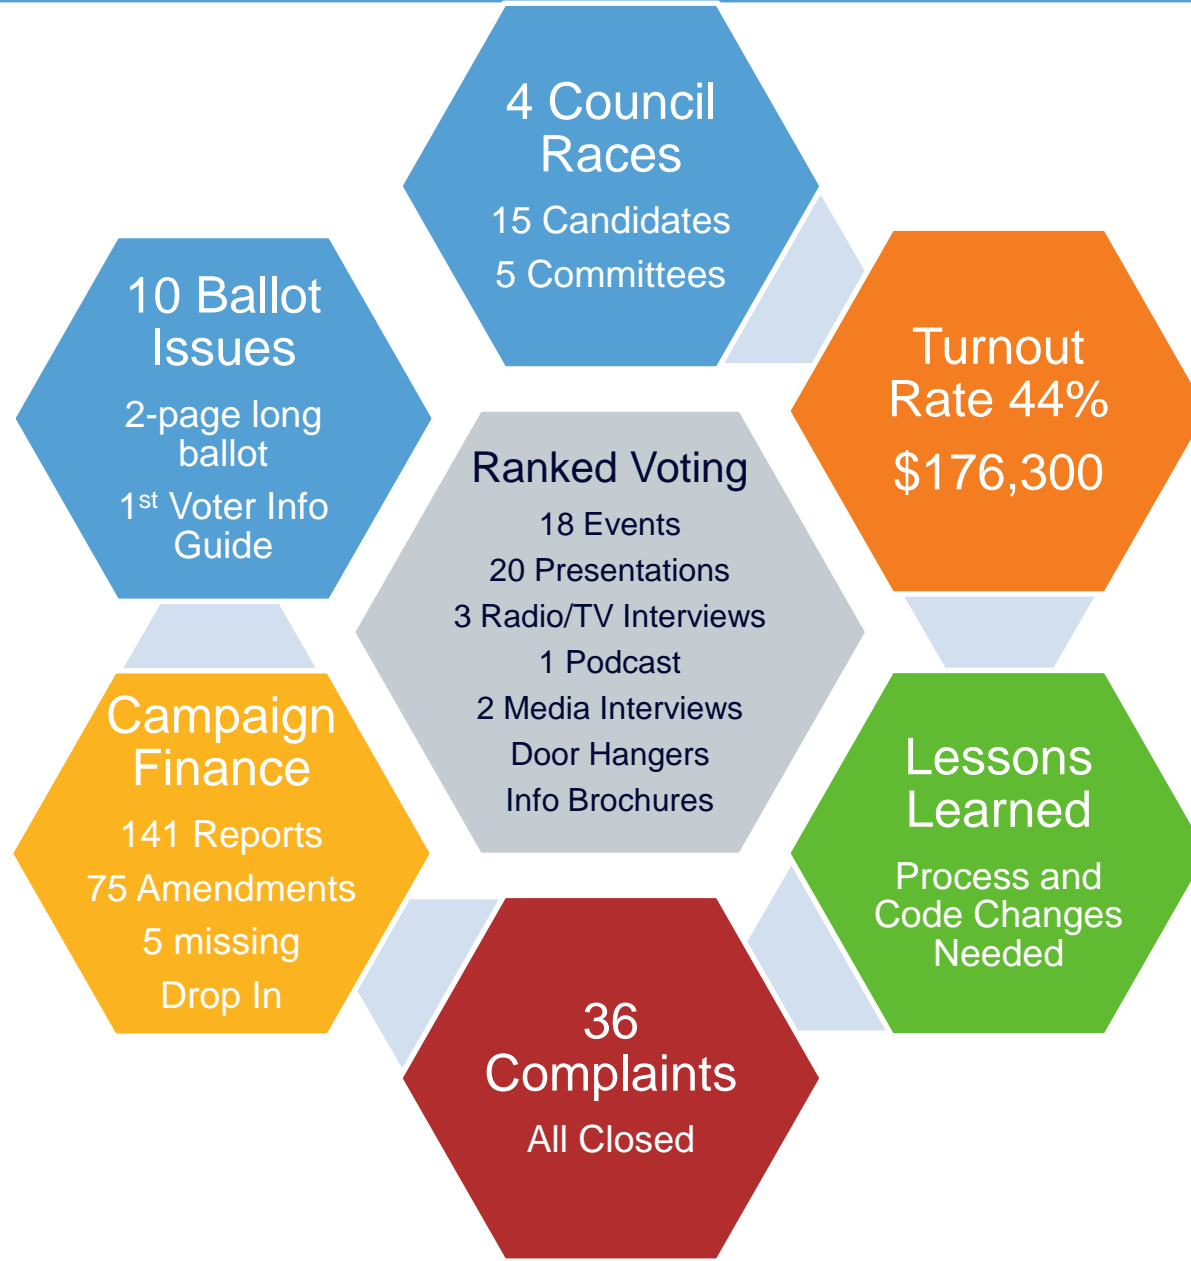 4 Council
Races
15 Candidates
5 Committees
Turnout
Rate 44%
$176,300
Lessons
Learned
Process and
Code Changes
Needed
36
Complaints
All Closed
Campaign
Finance
141 Reports
75 Amendments
5 missing
Drop In
10 Ballot
Issues
2-page long
ballot
1st Voter Info
Guide
Ranked Voting
18 Events
20 Presentations
3 Radio/TV Interviews
1 Podcast
2 Media Interviews
Door Hangers
Info Brochures